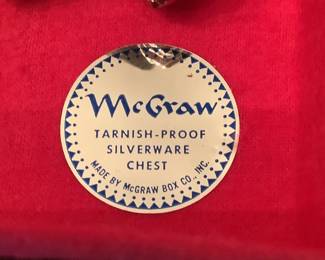 McGraw
TARNISH-PROOF
SILVERWARE
CHEST
MADE BY McGRAW BOX CO., INC.